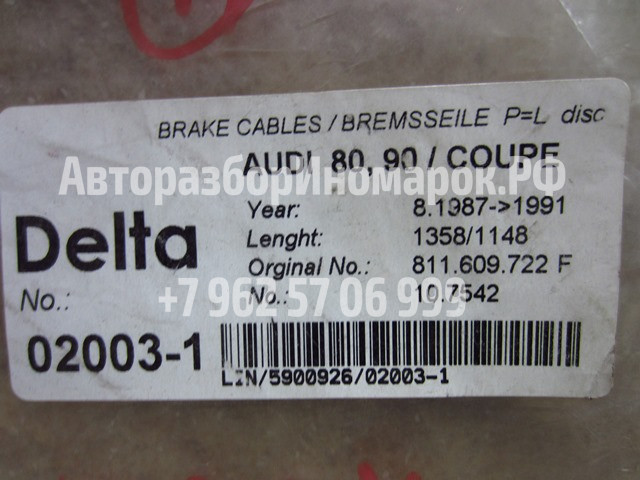 BRAKE CABLES / BREMSSEILE P=L disc
AUDI 80, 90 / COUPE
Авторазбориномарок.РФ
Delta
Year: 8.1987->1991
Lenght: 1358/1148
Orginal No.: 811.609.722 F
No.: 10.7542
+7 962 57 06 999
No.:
02003-1
LIN/5900926/02003-1